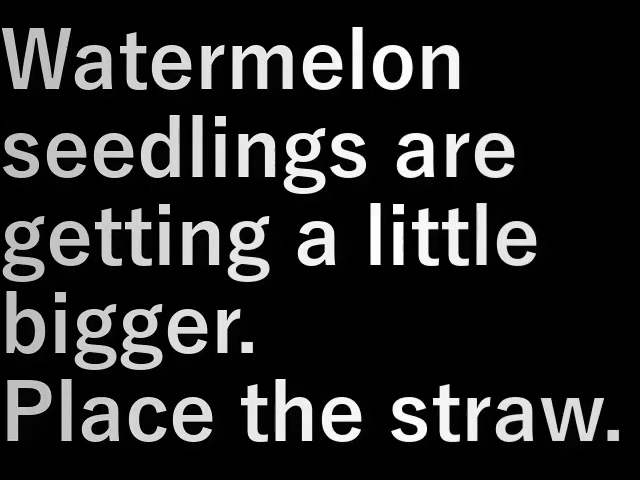 Watermelon
seedlings are
getting a little
bigger.
Place the straw.